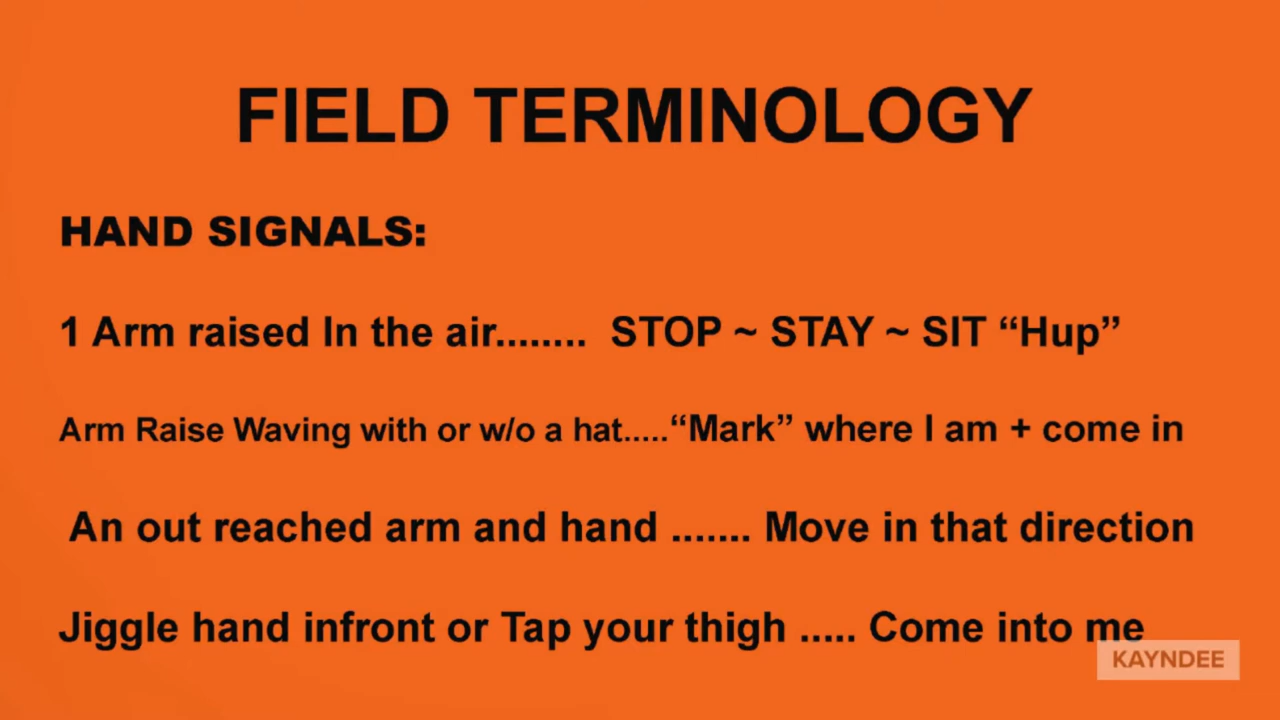 FIELD TERMINOLOGY
HAND SIGNALS:
1 Arm raised In the air........ STOP ~ STAY ~ SIT “Hup”
Arm Raise Waving with or w/o a hat.....“Mark” where I am + come in
An out reached arm and hand ....... Move in that direction
Jiggle hand infront or Tap your thigh ..... Come into me
KAYNDEE